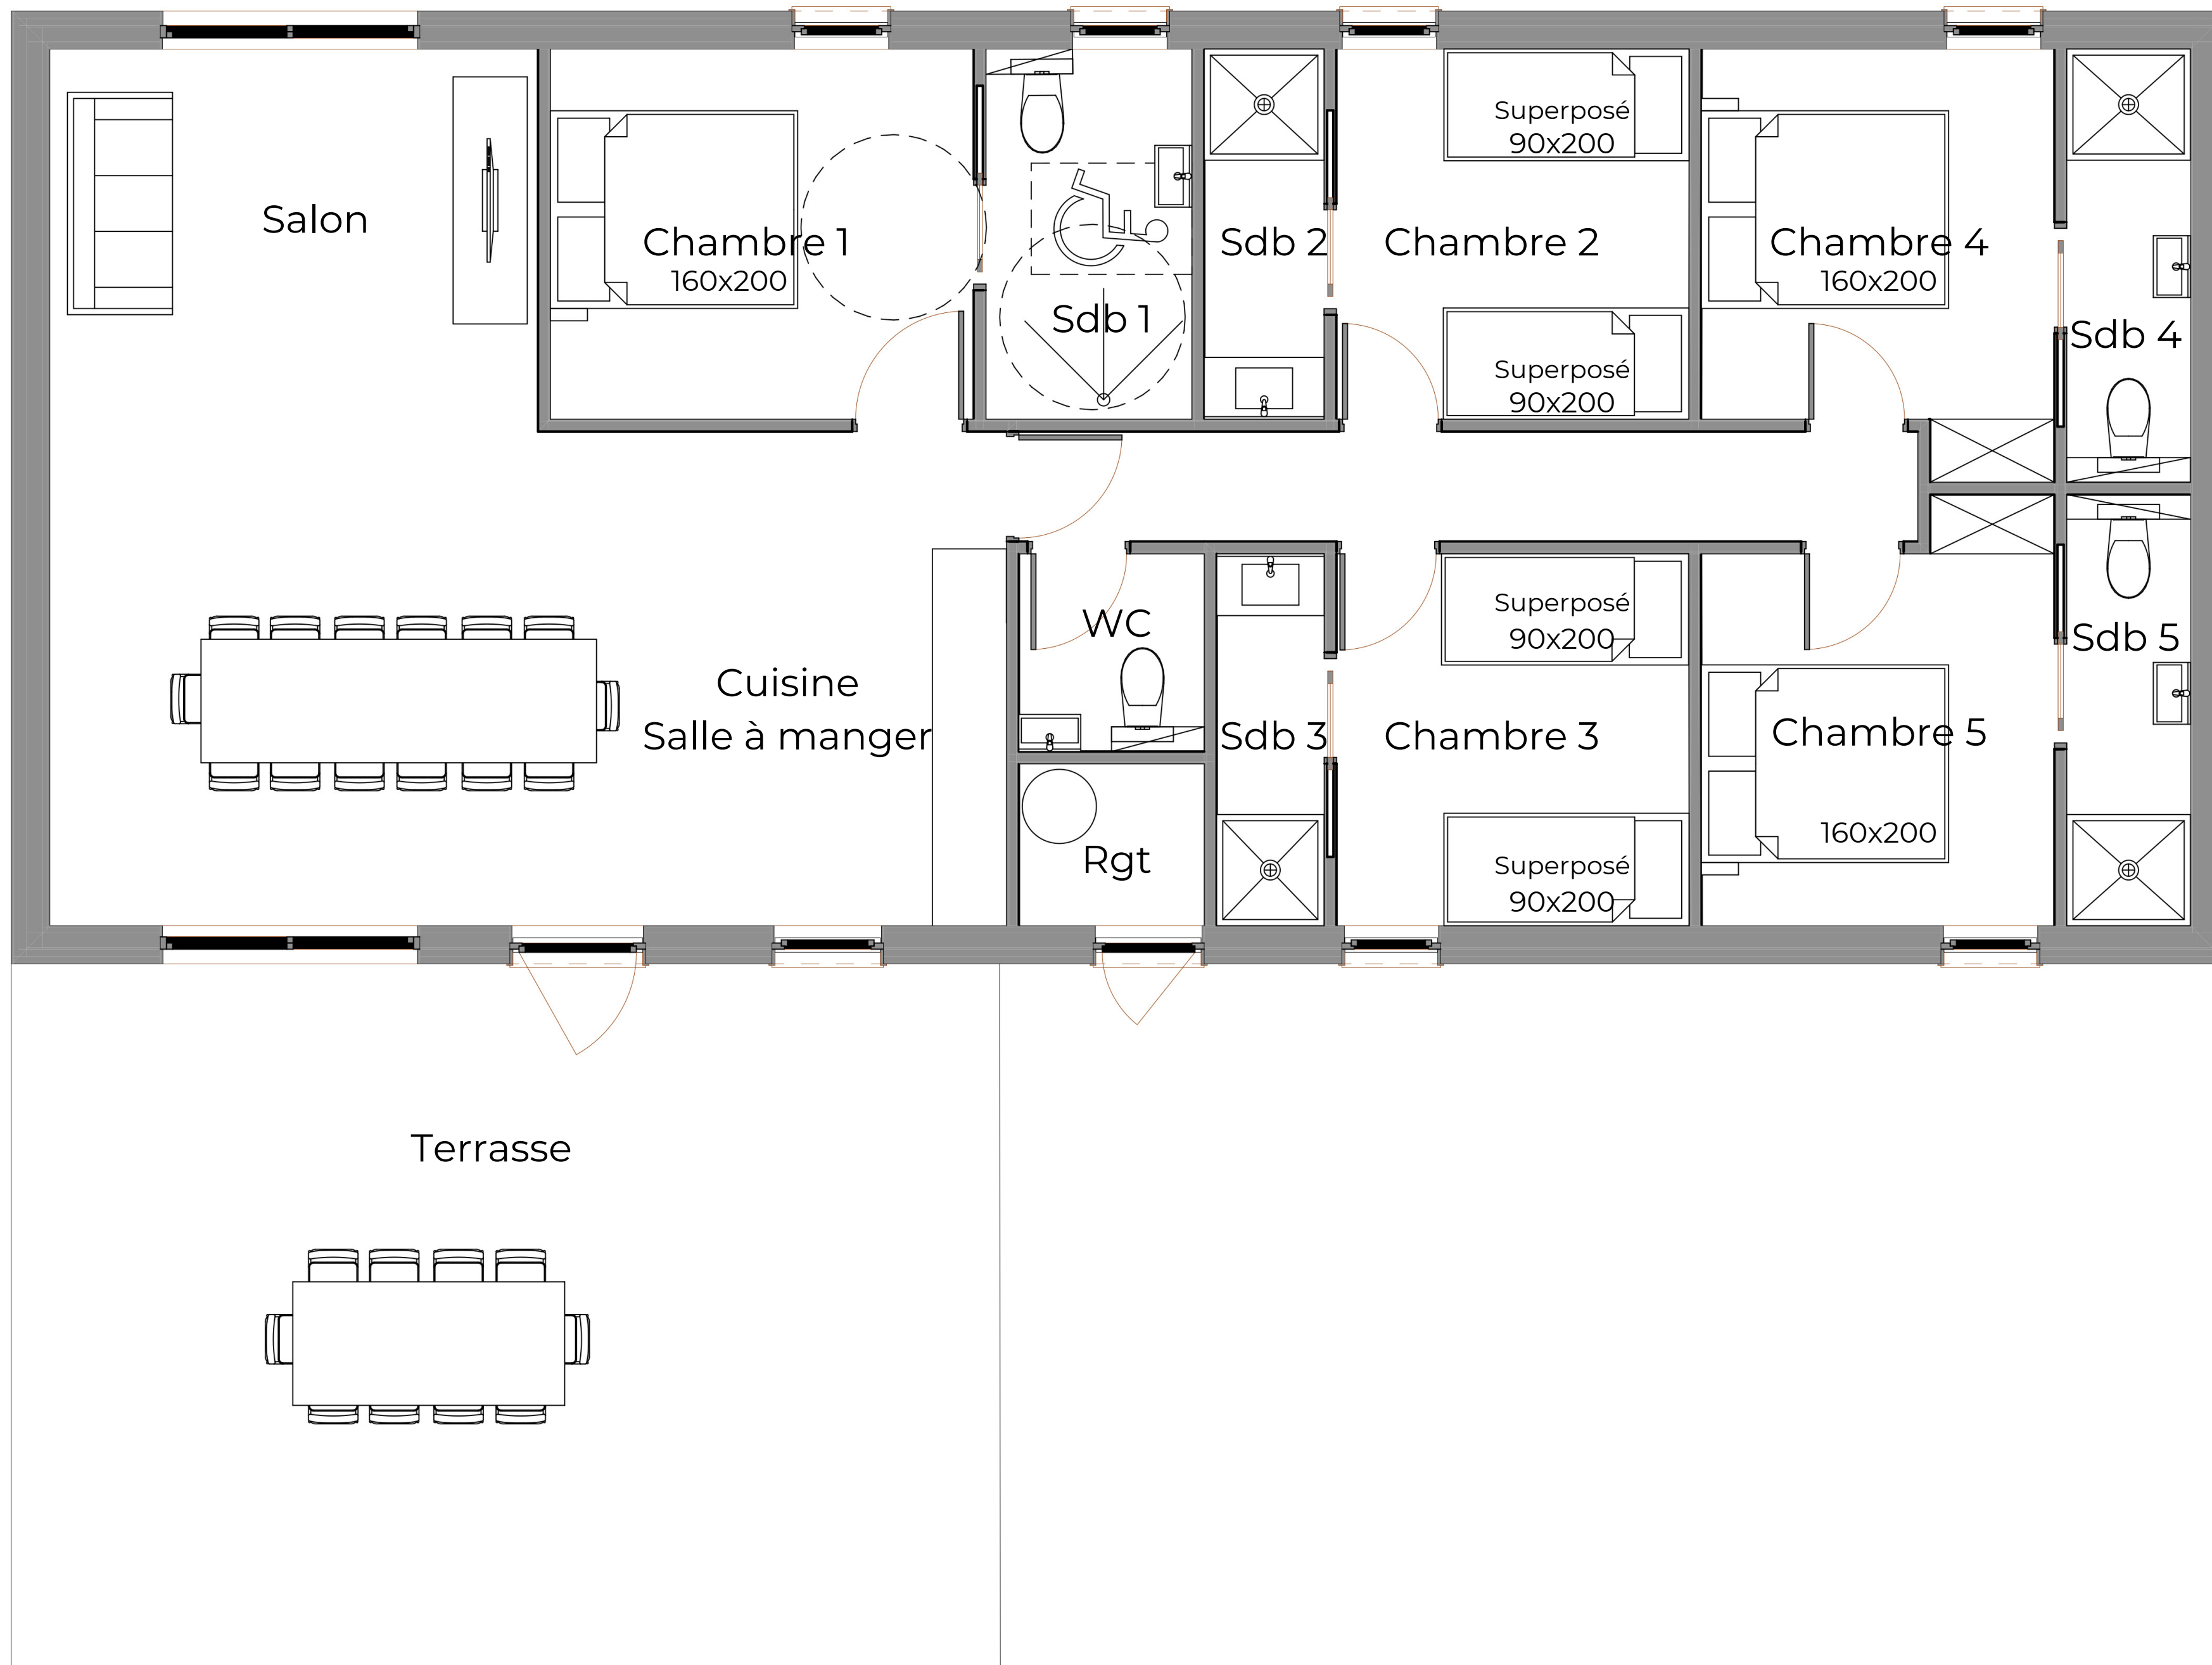 Salon
Chambre 1
160x200
Sdb 1
Sdb 2
Superposé
90x200
Chambre 2
Superposé
90x200
Chambre 4
160x200
Sdb 4
Cuisine
Salle à manger
WC
Rgt
Sdb 3
Superposé
90x200
Chambre 3
Superposé
90x200
Chambre 5
160x200
Sdb 5
Terrasse